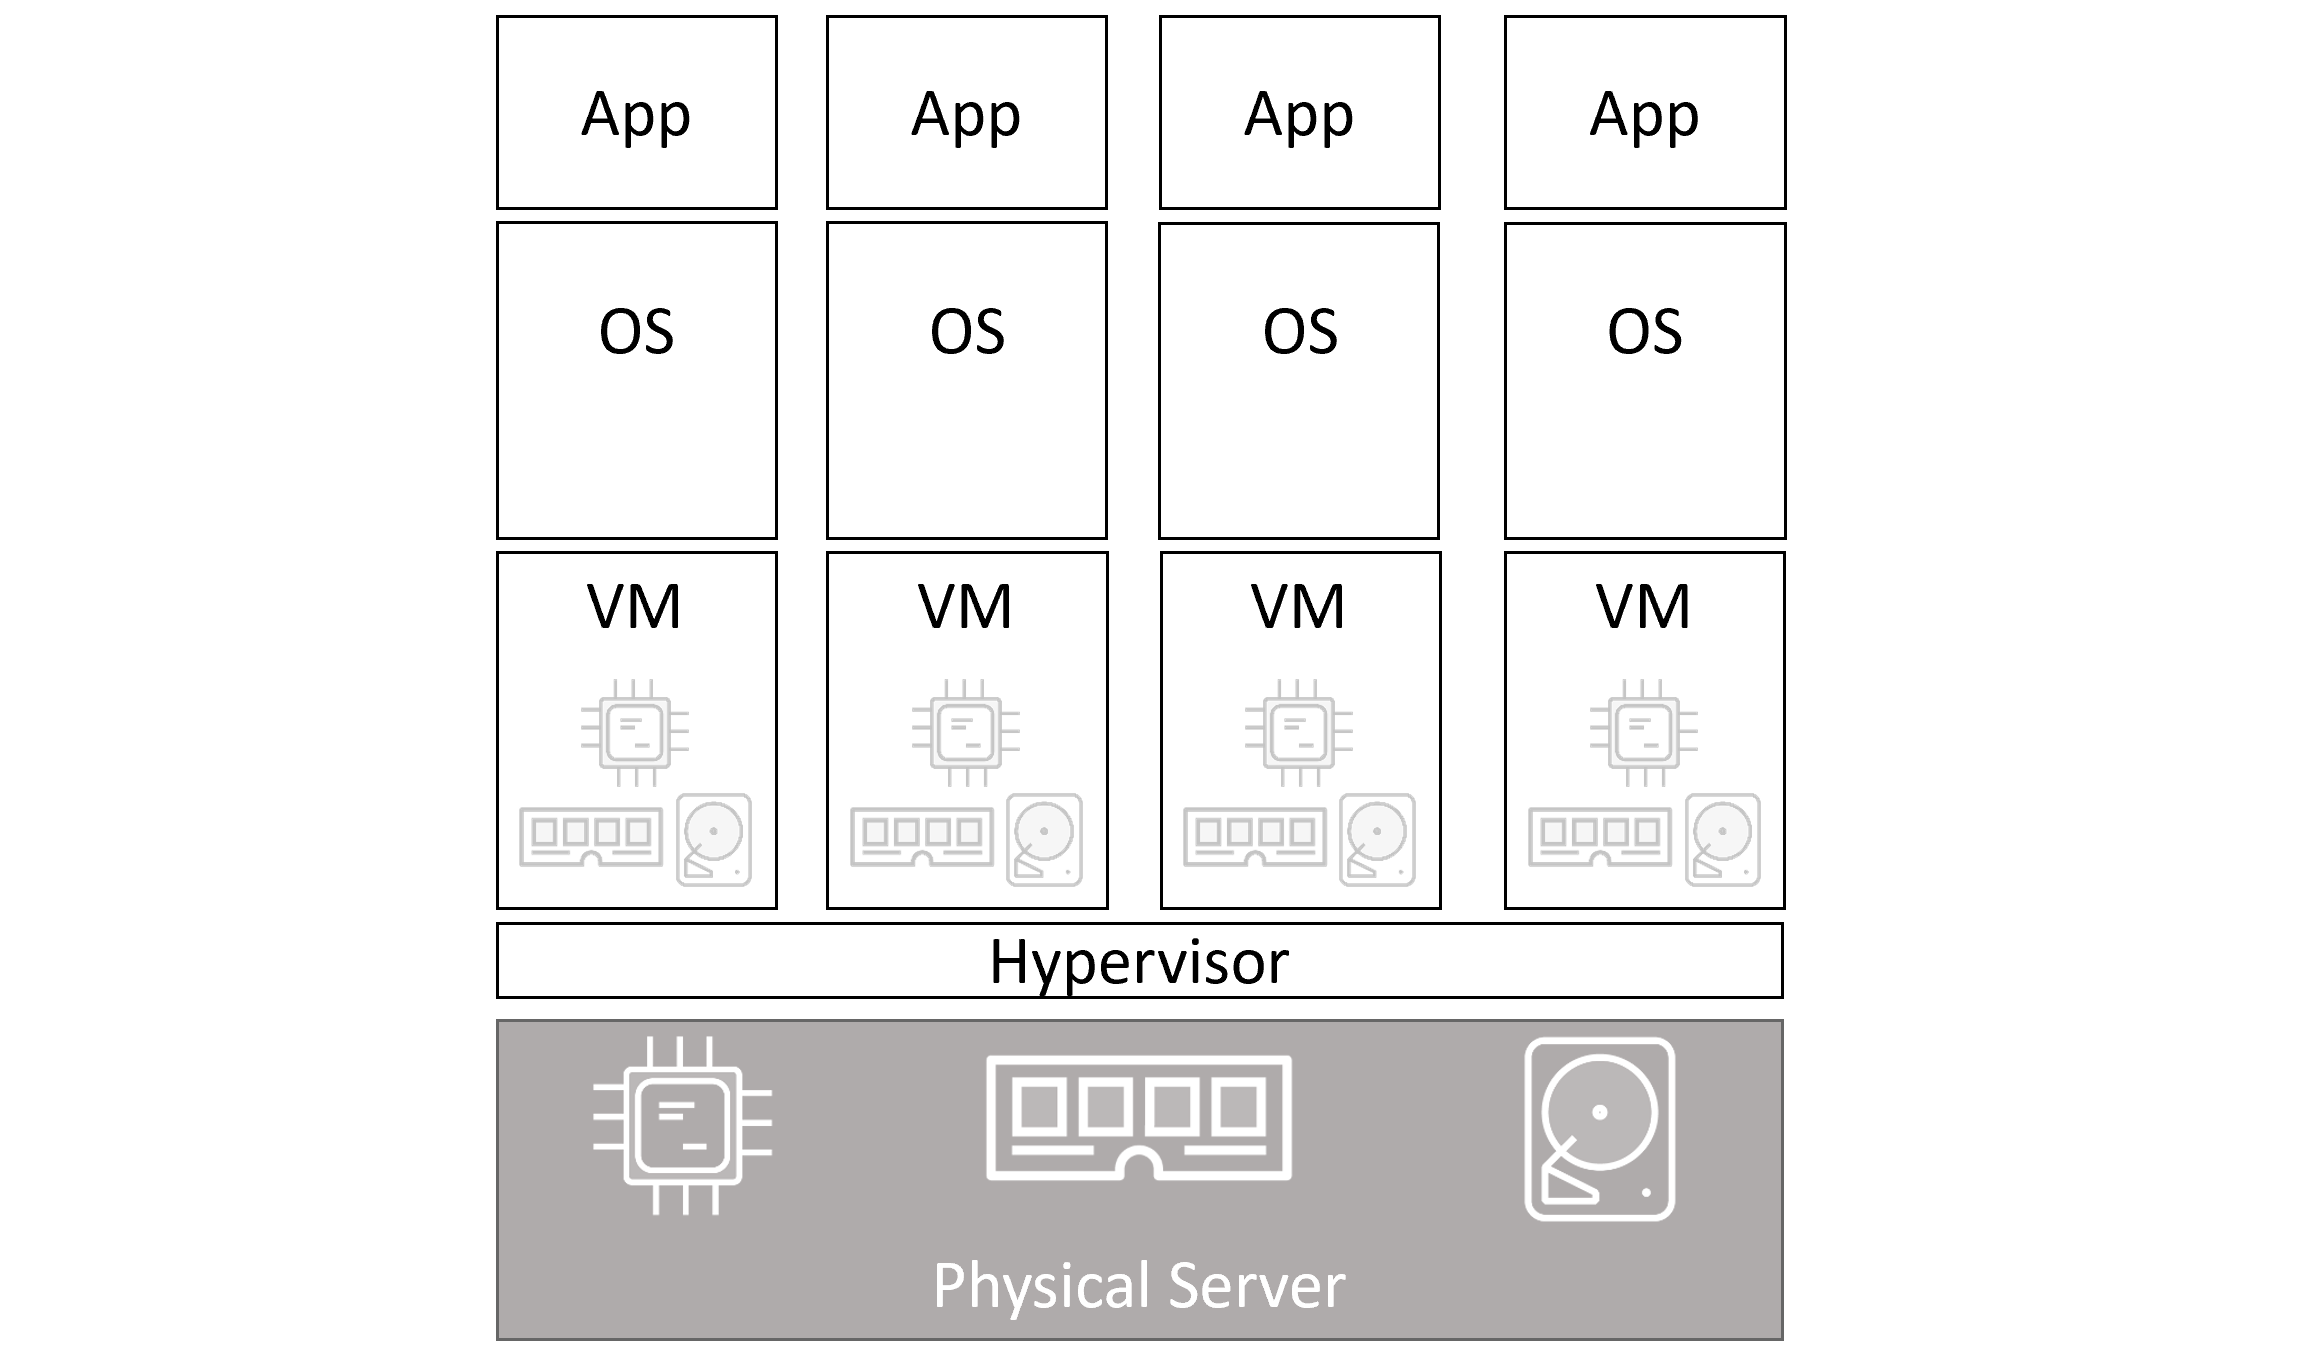 App App App App
OS OS OS OS
VM VM VM VM
Hypervisor
Physical Server